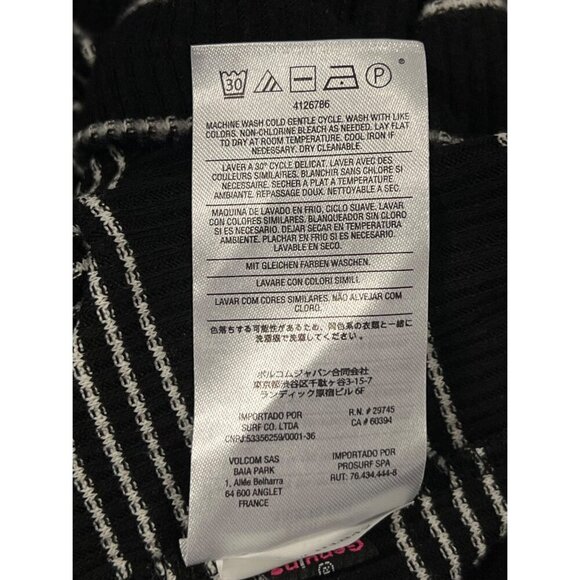 30 P ®
4126786
MACHINE WASH COLD GENTLE CYCLE. WASH WITH LIKE
COLORS. NON-CHLORINE BLEACH AS NEEDED. LAY FLAT
TO DRY AT ROOM TEMPERATURE. COOL IRON IF
NECESSARY. DRY CLEANABLE.
LAVER A 30° CYCLE DELICAT. LAVER AVEC DES
COULEURS SIMILAIRES. BLANCHIR SANS CHLORE SI
NECESSAIRE. SECHER A PLAT A TEMPERATURE
AMBIANTE. REPASSAGE DOUX. NETTOYABLE A SEC.
MAQUINA DE LAVADO EN FRIO, CICLO SUAVE. LAVAR
CON COLORES SIMILARES. BLANQUEADOR SIN CLORO
SI ES NECESARIO. DEJAR SECAR EN TEMPERATURA
AMBIENTE. PLACHAR EN FRIO SI ES NECESARIO.
LAVABLE EN SECO.
MIT GLEICHEN FARBEN WASCHEN.
LAVARE CON COLORI SIMILI.
LAVAR COM CORES SIMILARES. NÃO ALVEJAR COM
CLORO.
色落ちする可能性があるため、同色系の衣類と一緒に
洗濯願で洗濯してください。
ボルコムジャパン合同会社
東京都渋谷区千駄ヶ谷3-15-7
ランディック原宿ビル 6F
IMPORTADO POR
SURF CO. LTDA
CNPJ:53356259/0001-36
R.N. # 29745
CA # 60394
VOLCOM SAS
BAIA PARK
1, Allée Belharra
64 600 ANGLET
FRANCE
IMPORTADO POR
PROSURF SPA
RUT: 76.434.444-6
Genuine
®